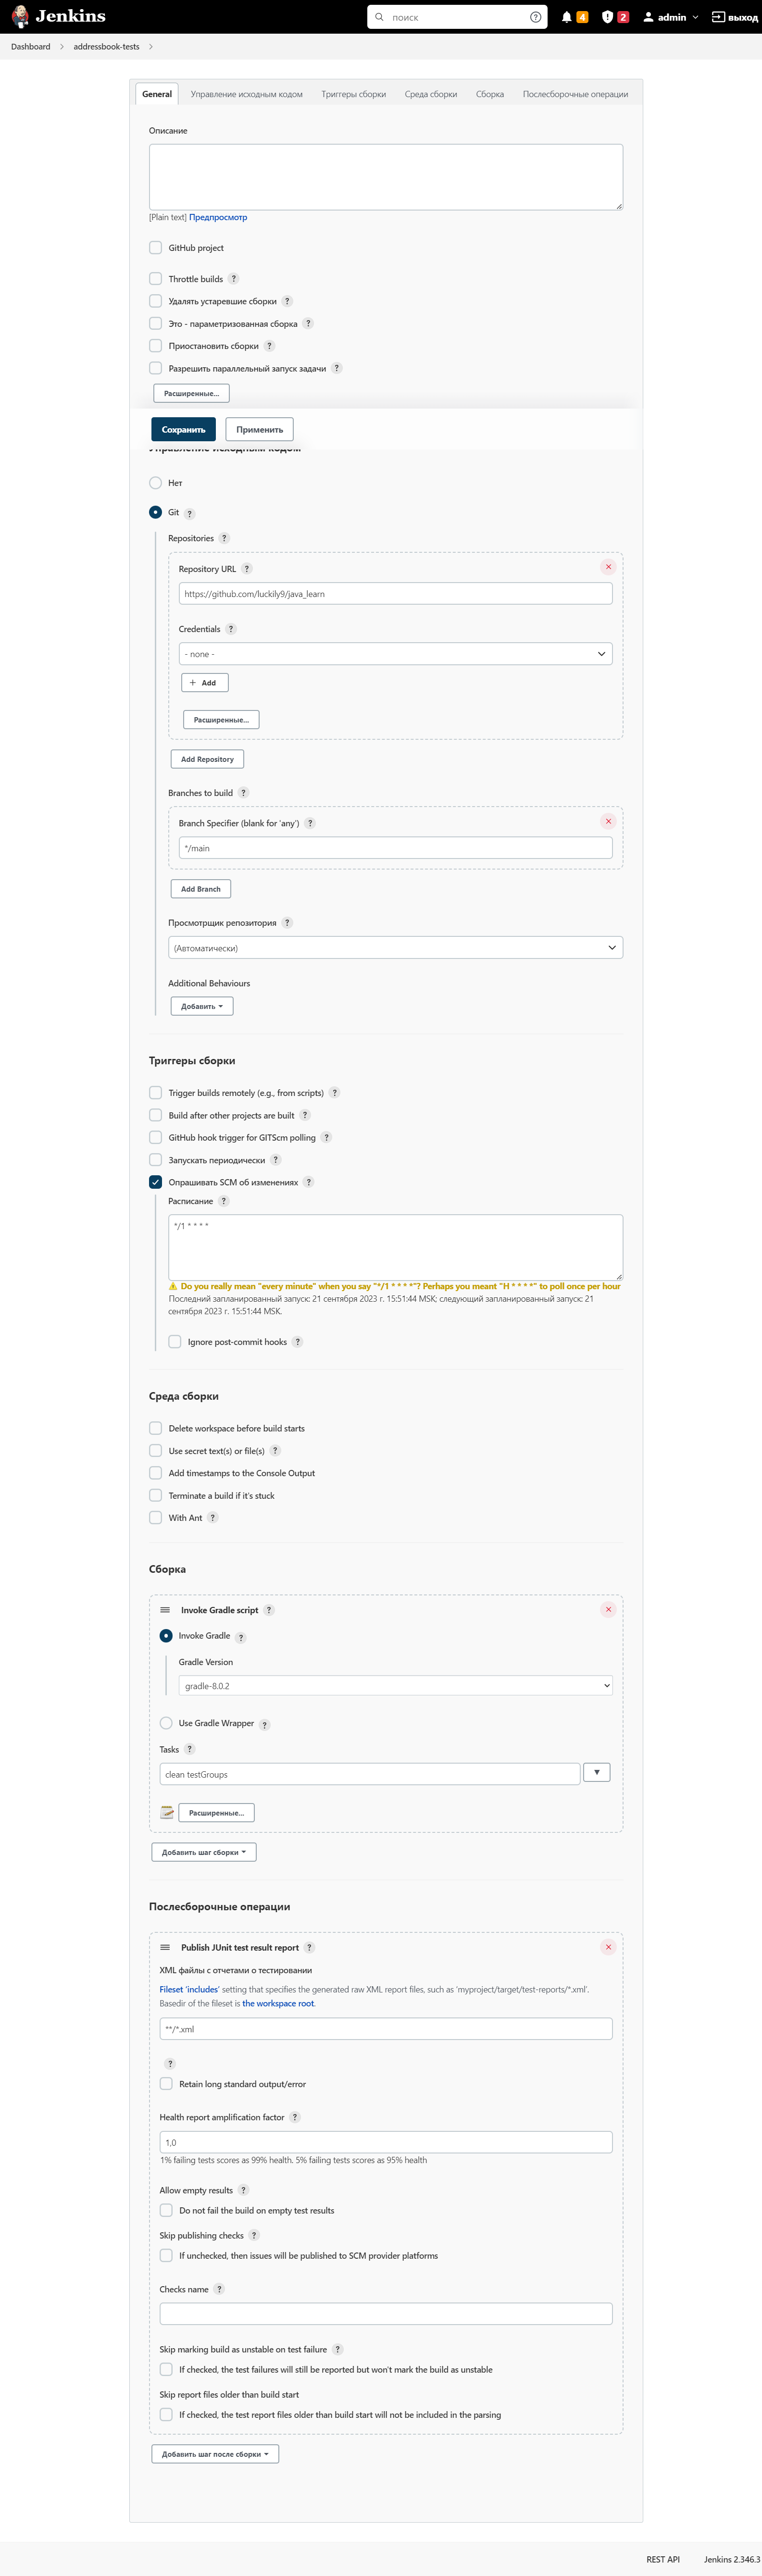 Jenkins
поиск
4
2
admin
выход
Dashboard
addressbook-tests
General
Управление исходным кодом
Триггеры сборки
Среда сборки
Сборка
Послесборочные операции
Описание
[Plain text] Предпросмотр
GitHub project
Throttle builds ?
Удалять устаревшие сборки ?
Это - параметризованная сборка ?
Приостановить сборки ?
Разрешить параллельный запуск задачи ?
Расширенные...
Сохранить
Применить
Управление исходным кодом
Нет
Git ?
Repositories ?
Repository URL ?
https://github.com/luckily9/java_learn
Credentials ?
- none -
+ Add
Расширенные...
Add Repository
Branches to build ?
Branch Specifier (blank for 'any') ?
*/main
Add Branch
Просмотрщик репозитория ?
(Автоматически)
Additional Behaviours
Добавить
Триггеры сборки
Trigger builds remotely (e.g., from scripts) ?
Build after other projects are built ?
GitHub hook trigger for GITScm polling ?
Запускать периодически ?
Опрашивать SCM об изменениях ?
Расписание ?
*/1 * * * *
Do you really mean "every minute" when you say "*/1 * * * *"? Perhaps you meant "H * * * *" to poll once per hour
Последний запланированный запуск: 21 сентября 2023 г. 15:51:44 MSK; следующий запланированный запуск: 21
сентября 2023 г. 15:51:44 MSK.
Ignore post-commit hooks ?
Среда сборки
Delete workspace before build starts
Use secret text(s) or file(s) ?
Add timestamps to the Console Output
Terminate a build if it's stuck
With Ant ?
Сборка
Invoke Gradle script ?
Invoke Gradle ?
Gradle Version
gradle-8.0.2
Use Gradle Wrapper ?
Tasks ?
clean testGroups
Расширенные...
Добавить шаг сборки
Послесборочные операции
Publish JUnit test result report ?
XML файлы с отчетами о тестировании
Fileset 'includes' setting that specifies the generated raw XML report files, such as 'myproject/target/test-reports/*.xml'.
Basedir of the fileset is the workspace root.
**/*.xml
?
Retain long standard output/error
Health report amplification factor ?
1,0
1% failing tests scores as 99% health. 5% failing tests scores as 95% health
Allow empty results ?
Do not fail the build on empty test results
Skip publishing checks ?
If unchecked, then issues will be published to SCM provider platforms
Checks name ?
Skip marking build as unstable on test failure ?
If checked, the test failures will still be reported but won't mark the build as unstable
Skip report files older than build start
If checked, the test report files older than build start will not be included in the parsing
Добавить шаг после сборки
REST API
Jenkins 2.346.3